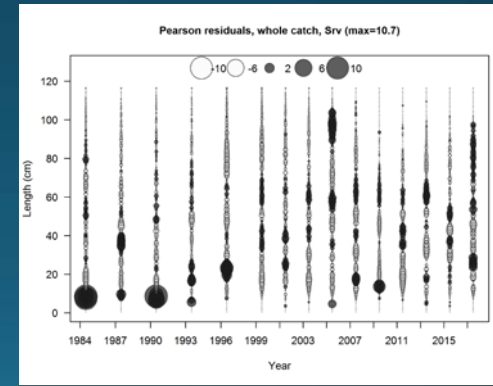 Pearson residuals, whole catch, Srv (max=10.7)
-10 -6 2 6 10
120
100
80
60
40
20
0
Length (cm)
1984 1987 1990 1993 1996 1999 2003 2007 2011 2015
Year